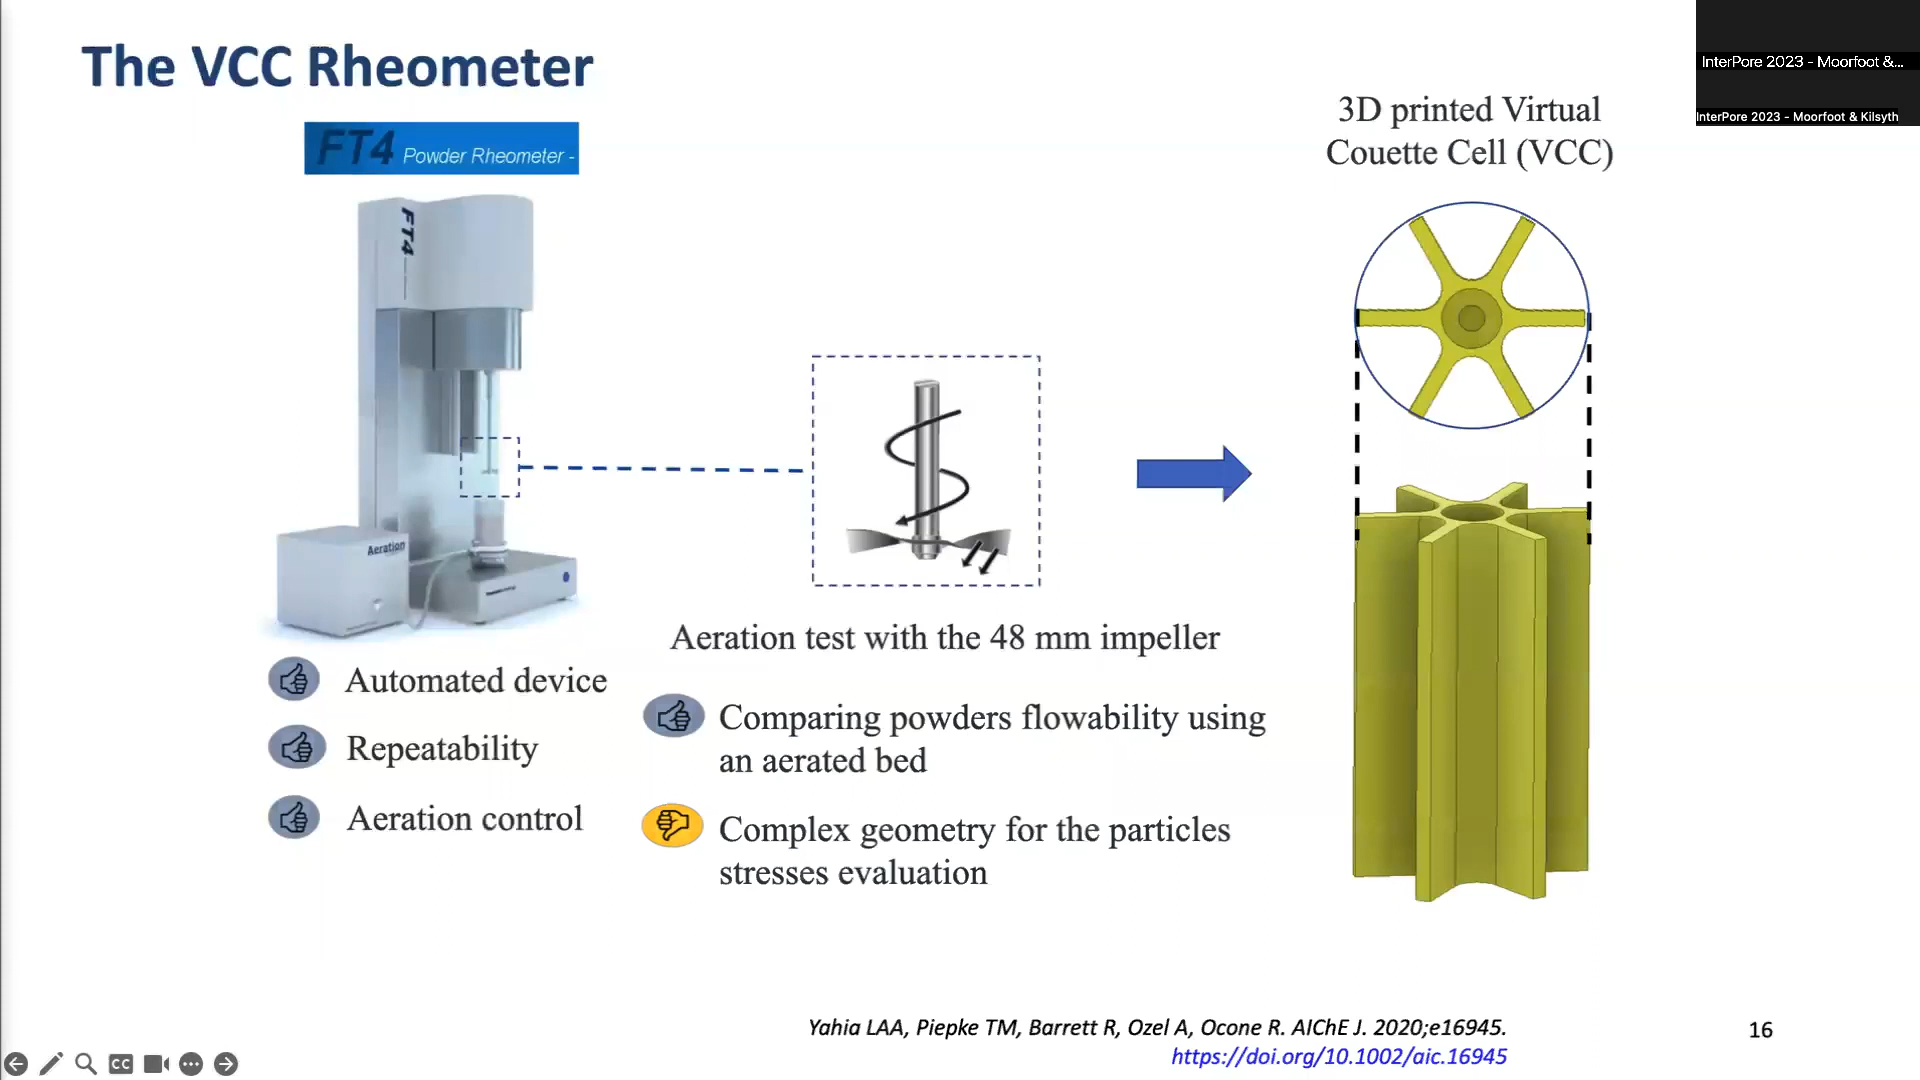 The VCC Rheometer
InterPore 2023 - Moorfoot &...
InterPore 2023 - Moorfoot & Kilsyth
FT4 Powder Rheometer -
3D printed Virtual
Couette Cell (VCC)
FT4
Aeration
Aeration test with the 48 mm impeller
Automated device
Repeatability
Aeration control
Comparing powders flowability using
an aerated bed
Complex geometry for the particles
stresses evaluation
Yahia LAA, Piepke TM, Barrett R, Ozel A, Ocone R. AIChE J. 2020;e16945.
https://doi.org/10.1002/aic.16945
16
CC